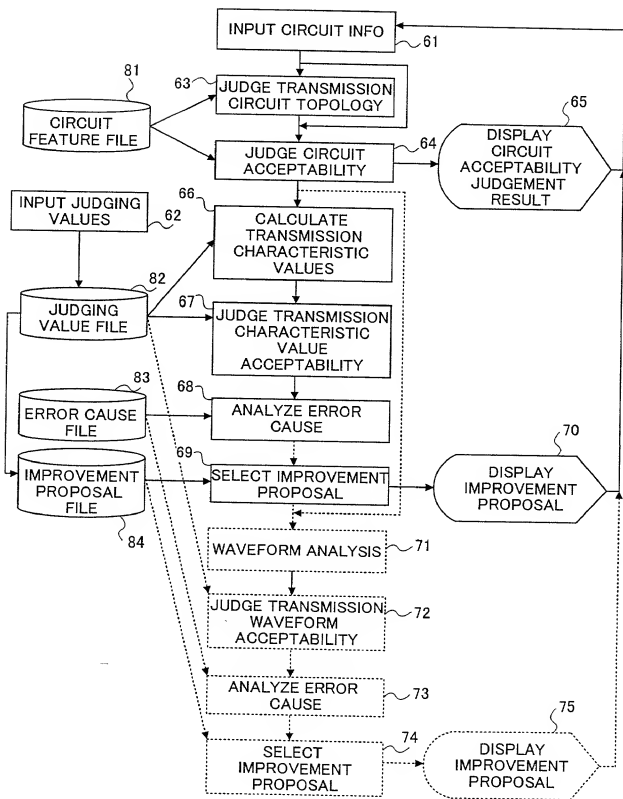 INPUT CIRCUIT INFO
61
81
CIRCUIT
FEATURE FILE
63
JUDGE TRANSMISSION
CIRCUIT TOPOLOGY
64
JUDGE CIRCUIT
ACCEPTABILITY
65
DISPLAY
CIRCUIT
ACCEPTABILITY
JUDGEMENT
RESULT
INPUT JUDGING
VALUES
62
66
CALCULATE
TRANSMISSION
CHARACTERISTIC
VALUES
82
JUDGING
VALUE FILE
67
JUDGE TRANSMISSION
CHARACTERISTIC
VALUE
ACCEPTABILITY
83
ERROR CAUSE
FILE
68
ANALYZE ERROR
CAUSE
IMPROVEMENT
PROPOSAL
FILE
84
69
SELECT IMPROVEMENT
PROPOSAL
70
DISPLAY
IMPROVEMENT
PROPOSAL
WAVEFORM ANALYSIS
71
JUDGE TRANSMISSION
WAVEFORM
ACCEPTABILITY
72
ANALYZE ERROR
CAUSE
73
74
SELECT
IMPROVEMENT
PROPOSAL
75
DISPLAY
IMPROVEMENT
PROPOSAL